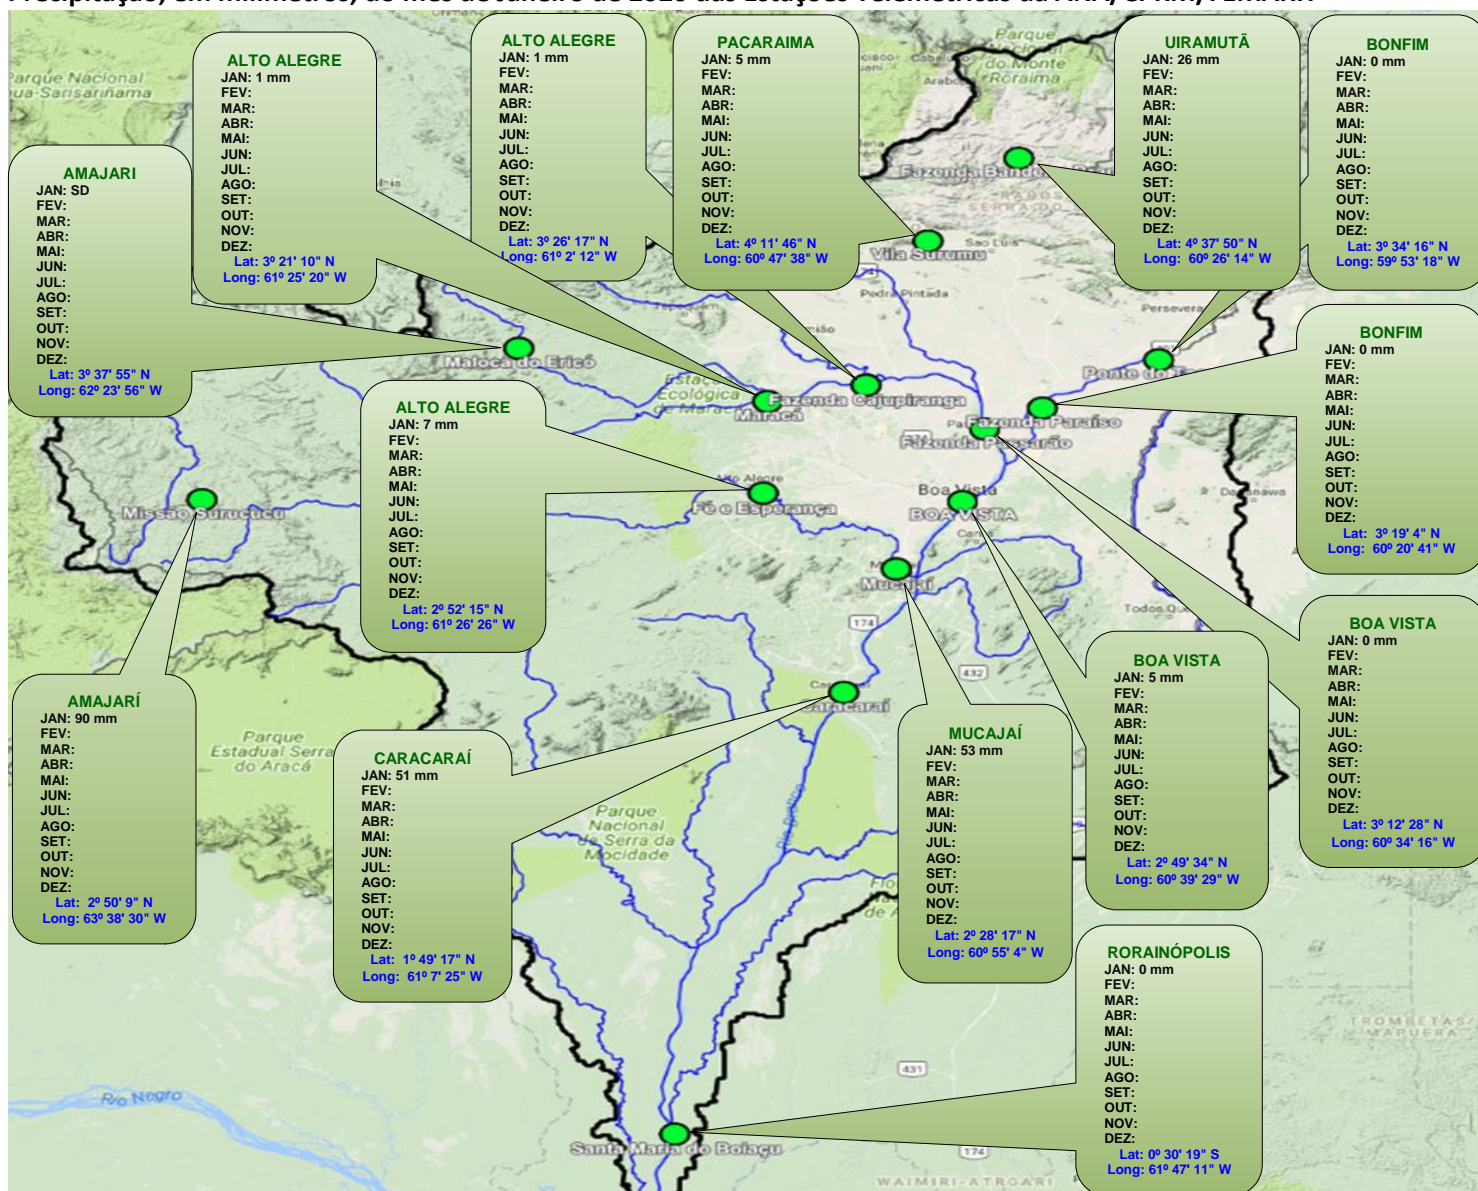 ALTO ALEGRE
JAN: 1 mm
FEV:
MAR:
ABR:
MAI:
JUN:
JUL:
AGO:
SET:
OUT:
NOV:
DEZ:
Lat: 3º 21' 10" N
Long: 61º 25' 20" W
ALTO ALEGRE
JAN: 1 mm
FEV:
MAR:
ABR:
MAI:
JUN:
JUL:
AGO:
SET:
OUT:
NOV:
DEZ:
Lat: 3º 26' 17" N
Long: 61º 2' 12" W
PACARAIMA
JAN: 5 mm
FEV:
MAR:
ABR:
MAI:
JUN:
JUL:
AGO:
SET:
OUT:
NOV:
DEZ:
Lat: 4º 11' 46" N
Long: 60º 47' 38" W
UIRAMUTÃ
JAN: 26 mm
FEV:
MAR:
ABR:
MAI:
JUN:
JUL:
AGO:
SET:
OUT:
NOV:
DEZ:
Lat: 4º 37' 50" N
Long: 60º 26' 14" W
BONFIM
JAN: 0 mm
FEV:
MAR:
ABR:
MAI:
JUN:
JUL:
AGO:
SET:
OUT:
NOV:
DEZ:
Lat: 3º 34' 16" N
Long: 59º 53' 18" W
AMAJARI
JAN: SD
FEV:
MAR:
ABR:
MAI:
JUN:
JUL:
AGO:
SET:
OUT:
NOV:
DEZ:
Lat: 3º 37' 55" N
Long: 62º 23' 56" W
ALTO ALEGRE
JAN: 7 mm
FEV:
MAR:
ABR:
MAI:
JUN:
JUL:
AGO:
SET:
OUT:
NOV:
DEZ:
Lat: 2º 52' 15" N
Long: 61º 26' 26" W
BONFIM
JAN: 0 mm
FEV:
MAR:
ABR:
MAI:
JUN:
JUL:
AGO:
SET:
OUT:
NOV:
DEZ:
Lat: 3º 19' 4" N
Long: 60º 20' 41" W
BOA VISTA
JAN: 0 mm
FEV:
MAR:
ABR:
MAI:
JUN:
JUL:
AGO:
SET:
OUT:
NOV:
DEZ:
Lat: 3º 12' 28" N
Long: 60º 34' 16" W
BOA VISTA
JAN: 5 mm
FEV:
MAR:
ABR:
MAI:
JUN:
JUL:
AGO:
SET:
OUT:
NOV:
DEZ:
Lat: 2º 49' 34" N
Long: 60º 39' 29" W
AMAJARÍ
JAN: 90 mm
FEV:
MAR:
ABR:
MAI:
JUN:
JUL:
AGO:
SET:
OUT:
NOV:
DEZ:
Lat: 2º 50' 9" N
Long: 63º 38' 30" W
CARACARAÍ
JAN: 51 mm
FEV:
MAR:
ABR:
MAI:
JUN:
JUL:
AGO:
SET:
OUT:
NOV:
DEZ:
Lat: 1º 49' 17" N
Long: 61º 7' 25" W
MUCAJAÍ
JAN: 53 mm
FEV:
MAR:
ABR:
MAI:
JUN:
JUL:
AGO:
SET:
OUT:
NOV:
DEZ:
Lat: 2º 28' 17" N
Long: 60º 55' 4" W
RORAINÓPOLIS
JAN: 0 mm
FEV:
MAR:
ABR:
MAI:
JUN:
JUL:
AGO:
SET:
OUT:
NOV:
DEZ:
Lat: 0º 30' 19" S
Long: 61º 47' 11" W
Parque
Nacional
do Monte
Roraima
Vila Surumu
Pedra Pintada
Maloca do Ericó
Maracá
Fazenda Cajupiranga
Fazenda Paraiso
Fazenda Passarão
Missão Surucucu
Fé e Esperança
Boa Vista
BOA VISTA
Mucajaí
174
432
Caracaraí
Parque
Estadual Serra
do Aracá
Parque
Nacional
da Serra da
Mocidade
Rio Branco
Rio Negro
431
174
Santa Maria do Boiaçu
TROMBETAS-
MAPUERA
WAIMIRI-ATROARI